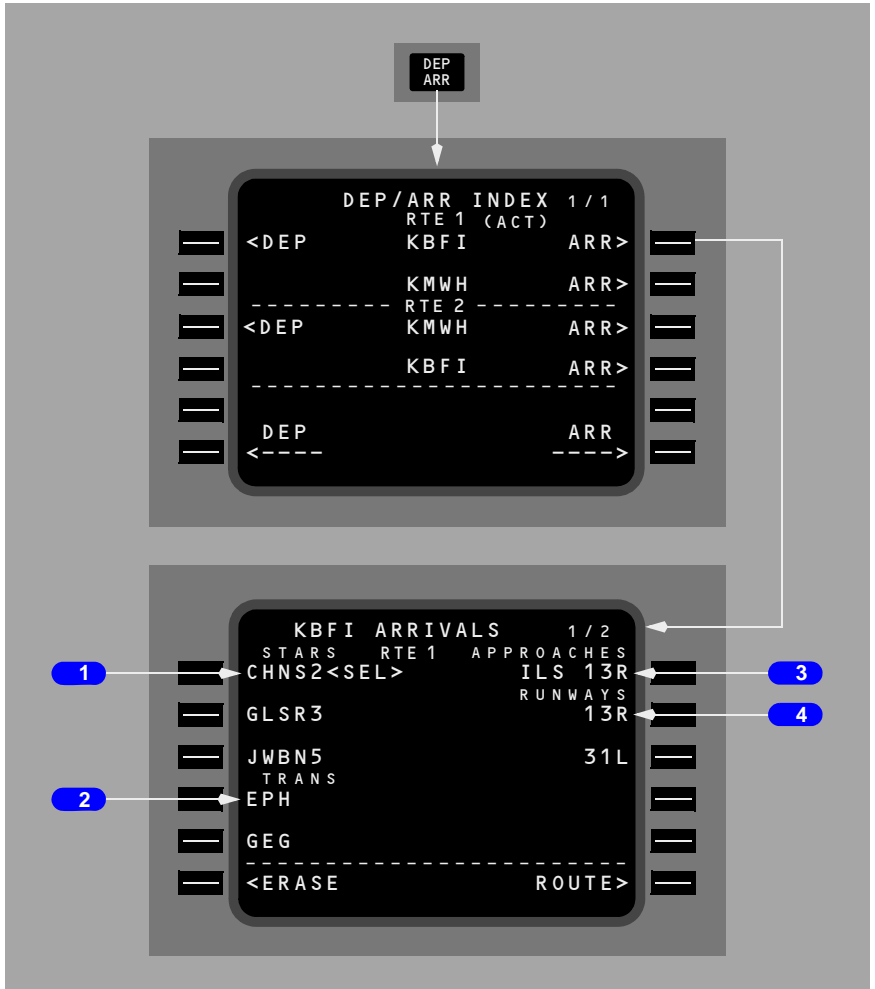 DEP
ARR
DEP/ARR INDEX 1/1
RTE 1 (ACT)
<DEP KBFI ARR>
KMWH ARR>
--------- RTE 2 ---------
<DEP KMWH ARR>
KBFI ARR>
------------------------
DEP ARR
<---- ---->
KBFI ARRIVALS 1/2
STARS RTE 1 APPROACHES
1 CHNS2<SEL> ILS 13R 3
RUNWAYS
GLSR3 13R 4
JWBN5 31L
TRANS
2 EPH
GEG
------------------------
<ERASE ROUTE>